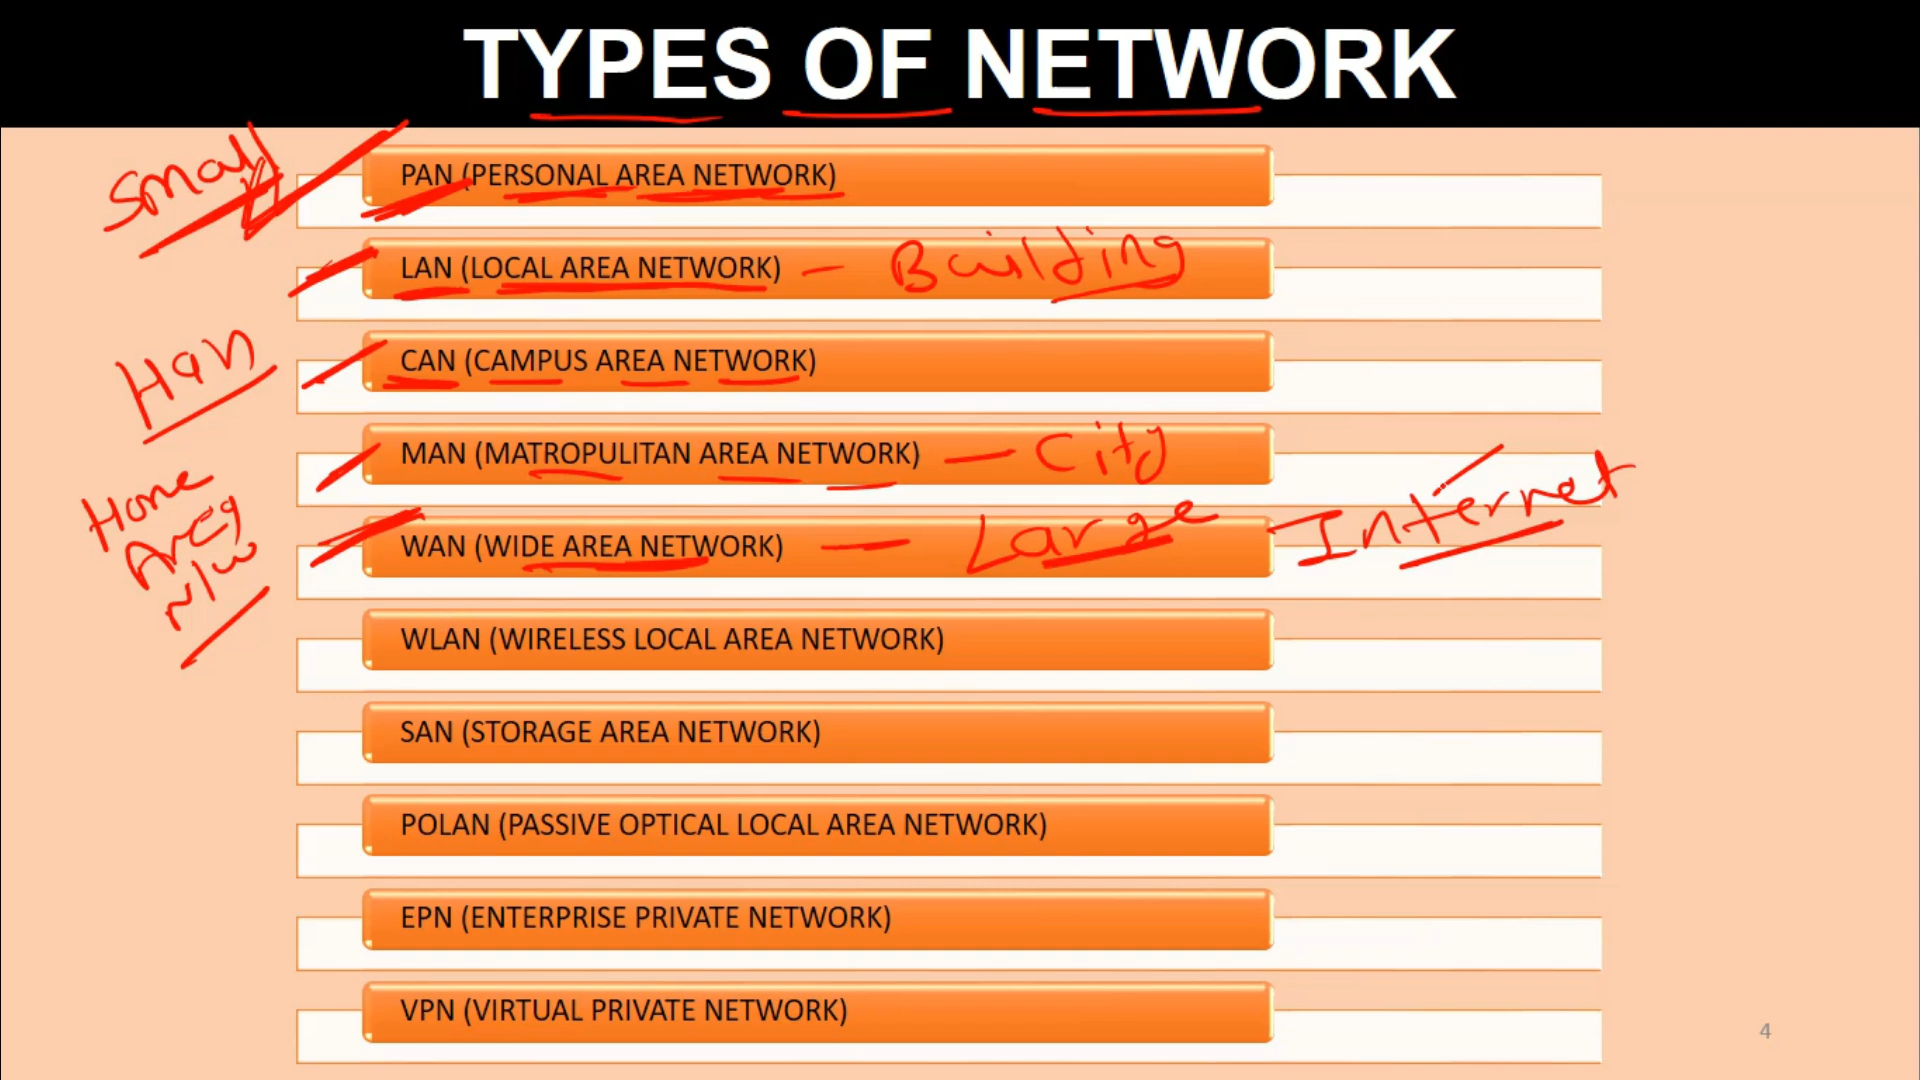 TYPES OF NETWORK
Small
PAN (PERSONAL AREA NETWORK)
LAN (LOCAL AREA NETWORK) - Building
Han
CAN (CAMPUS AREA NETWORK)
MAN (MATROPULITAN AREA NETWORK) - City
Home
Area
N/W
WAN (WIDE AREA NETWORK) - Large Internet
WLAN (WIRELESS LOCAL AREA NETWORK)
SAN (STORAGE AREA NETWORK)
POLAN (PASSIVE OPTICAL LOCAL AREA NETWORK)
EPN (ENTERPRISE PRIVATE NETWORK)
VPN (VIRTUAL PRIVATE NETWORK)
4